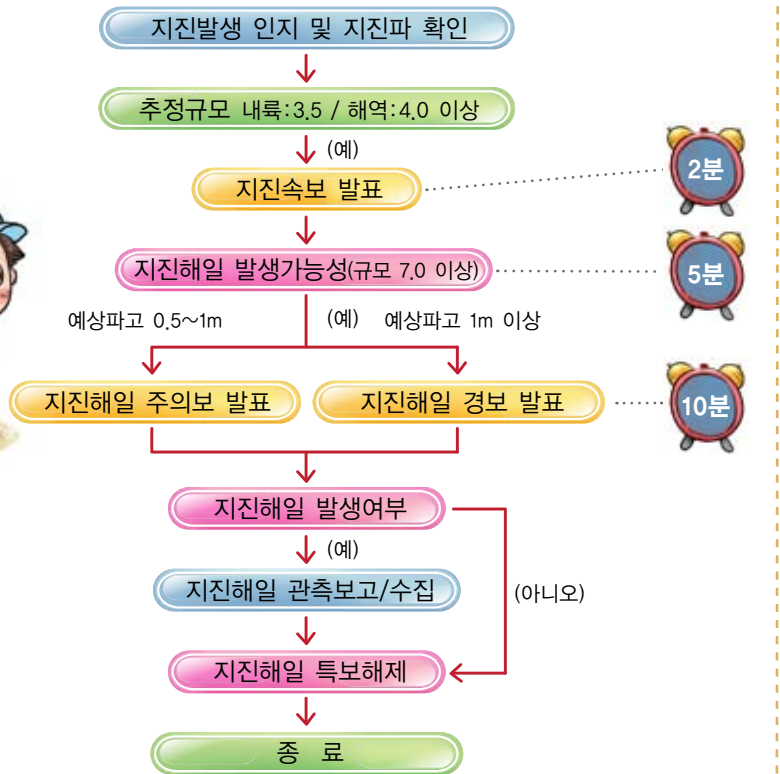 지진발생 인지 및 지진파 확인
추정규모 내륙:3.5 / 해역:4.0 이상
(예)
지진속보 발표
2분
지진해일 발생가능성(규모 7.0 이상)
5분
예상파고 0.5~1m
(예)
예상파고 1m 이상
지진해일 주의보 발표
지진해일 경보 발표
10분
지진해일 발생여부
(예)
지진해일 관측보고/수집
(아니오)
지진해일 특보해제
종 료